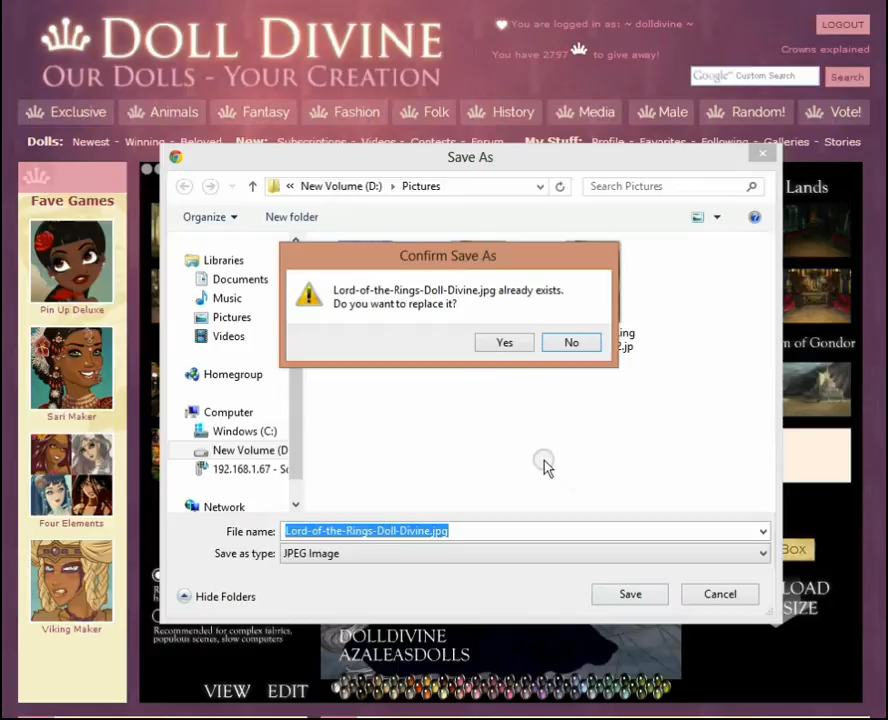 DOLL DIVINE
OUR DOLLS - YOUR CREATION
You are logged in as: ~ dolldivine ~
LOGOUT
You have 2797 to give away!
Crowns explained
Google™ Custom Search
Search
Exclusive Animals Fantasy Fashion Folk History Media Male Random! Vote!
Dolls: Newest - Winning - Beloved New: Subscriptions - Videos - Contests - Forum My Stuff: Profile - Favorites - Following - Galleries - Stories
Save As
New Volume (D:) Pictures
Search Pictures
Lands
Fave Games
Organize New folder
Libraries
Documents
Music
Pictures
Videos
Homegroup
Computer
Windows (C:)
New Volume (D
192.168.1.67 - Se
Network
Confirm Save As
Lord-of-the-Rings-Doll-Divine.jpg already exists.
Do you want to replace it?
Yes No
ing
2.jp
m of Gondor
Pin Up Deluxe
Sari Maker
Four Elements
Viking Maker
File name: Lord-of-the-Rings-Doll-Divine.jpg
Save as type: JPEG Image
Hide Folders
Save Cancel
Box
LOAD
SIZE
Recommended for complex fabrics,
populous scenes, slow computers
DOLLDIVINE
AZALEASDOLLS
VIEW EDIT